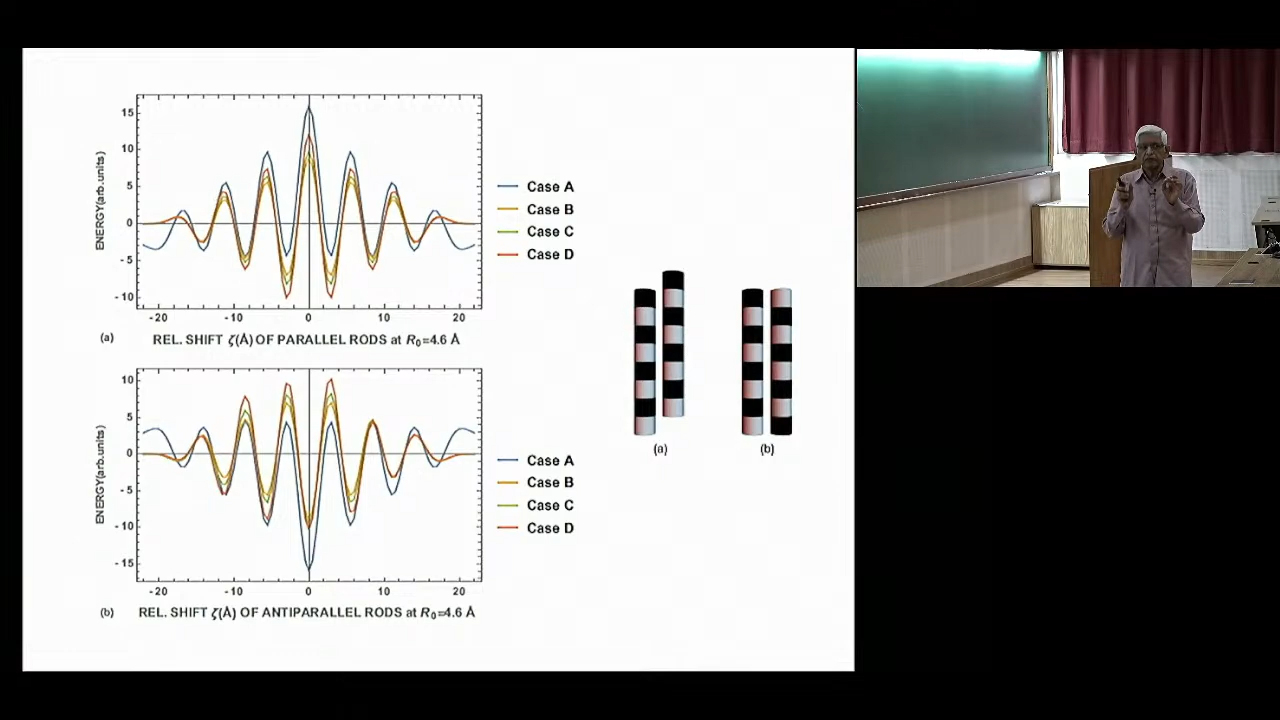 ENERGY(arb.units)
15
10
5
0
- 5
- 10
- 20
- 10
0
10
20
(a) REL. SHIFT ζ(Å) OF PARALLEL RODS at R₀=4.6 Å
Case A
Case B
Case C
Case D
ENERGY(arb.units)
10
5
0
- 5
- 10
- 15
- 20
- 10
0
10
20
(b) REL. SHIFT ζ(Å) OF ANTIPARALLEL RODS at R₀=4.6 Å
Case A
Case B
Case C
Case D
(a) (b)